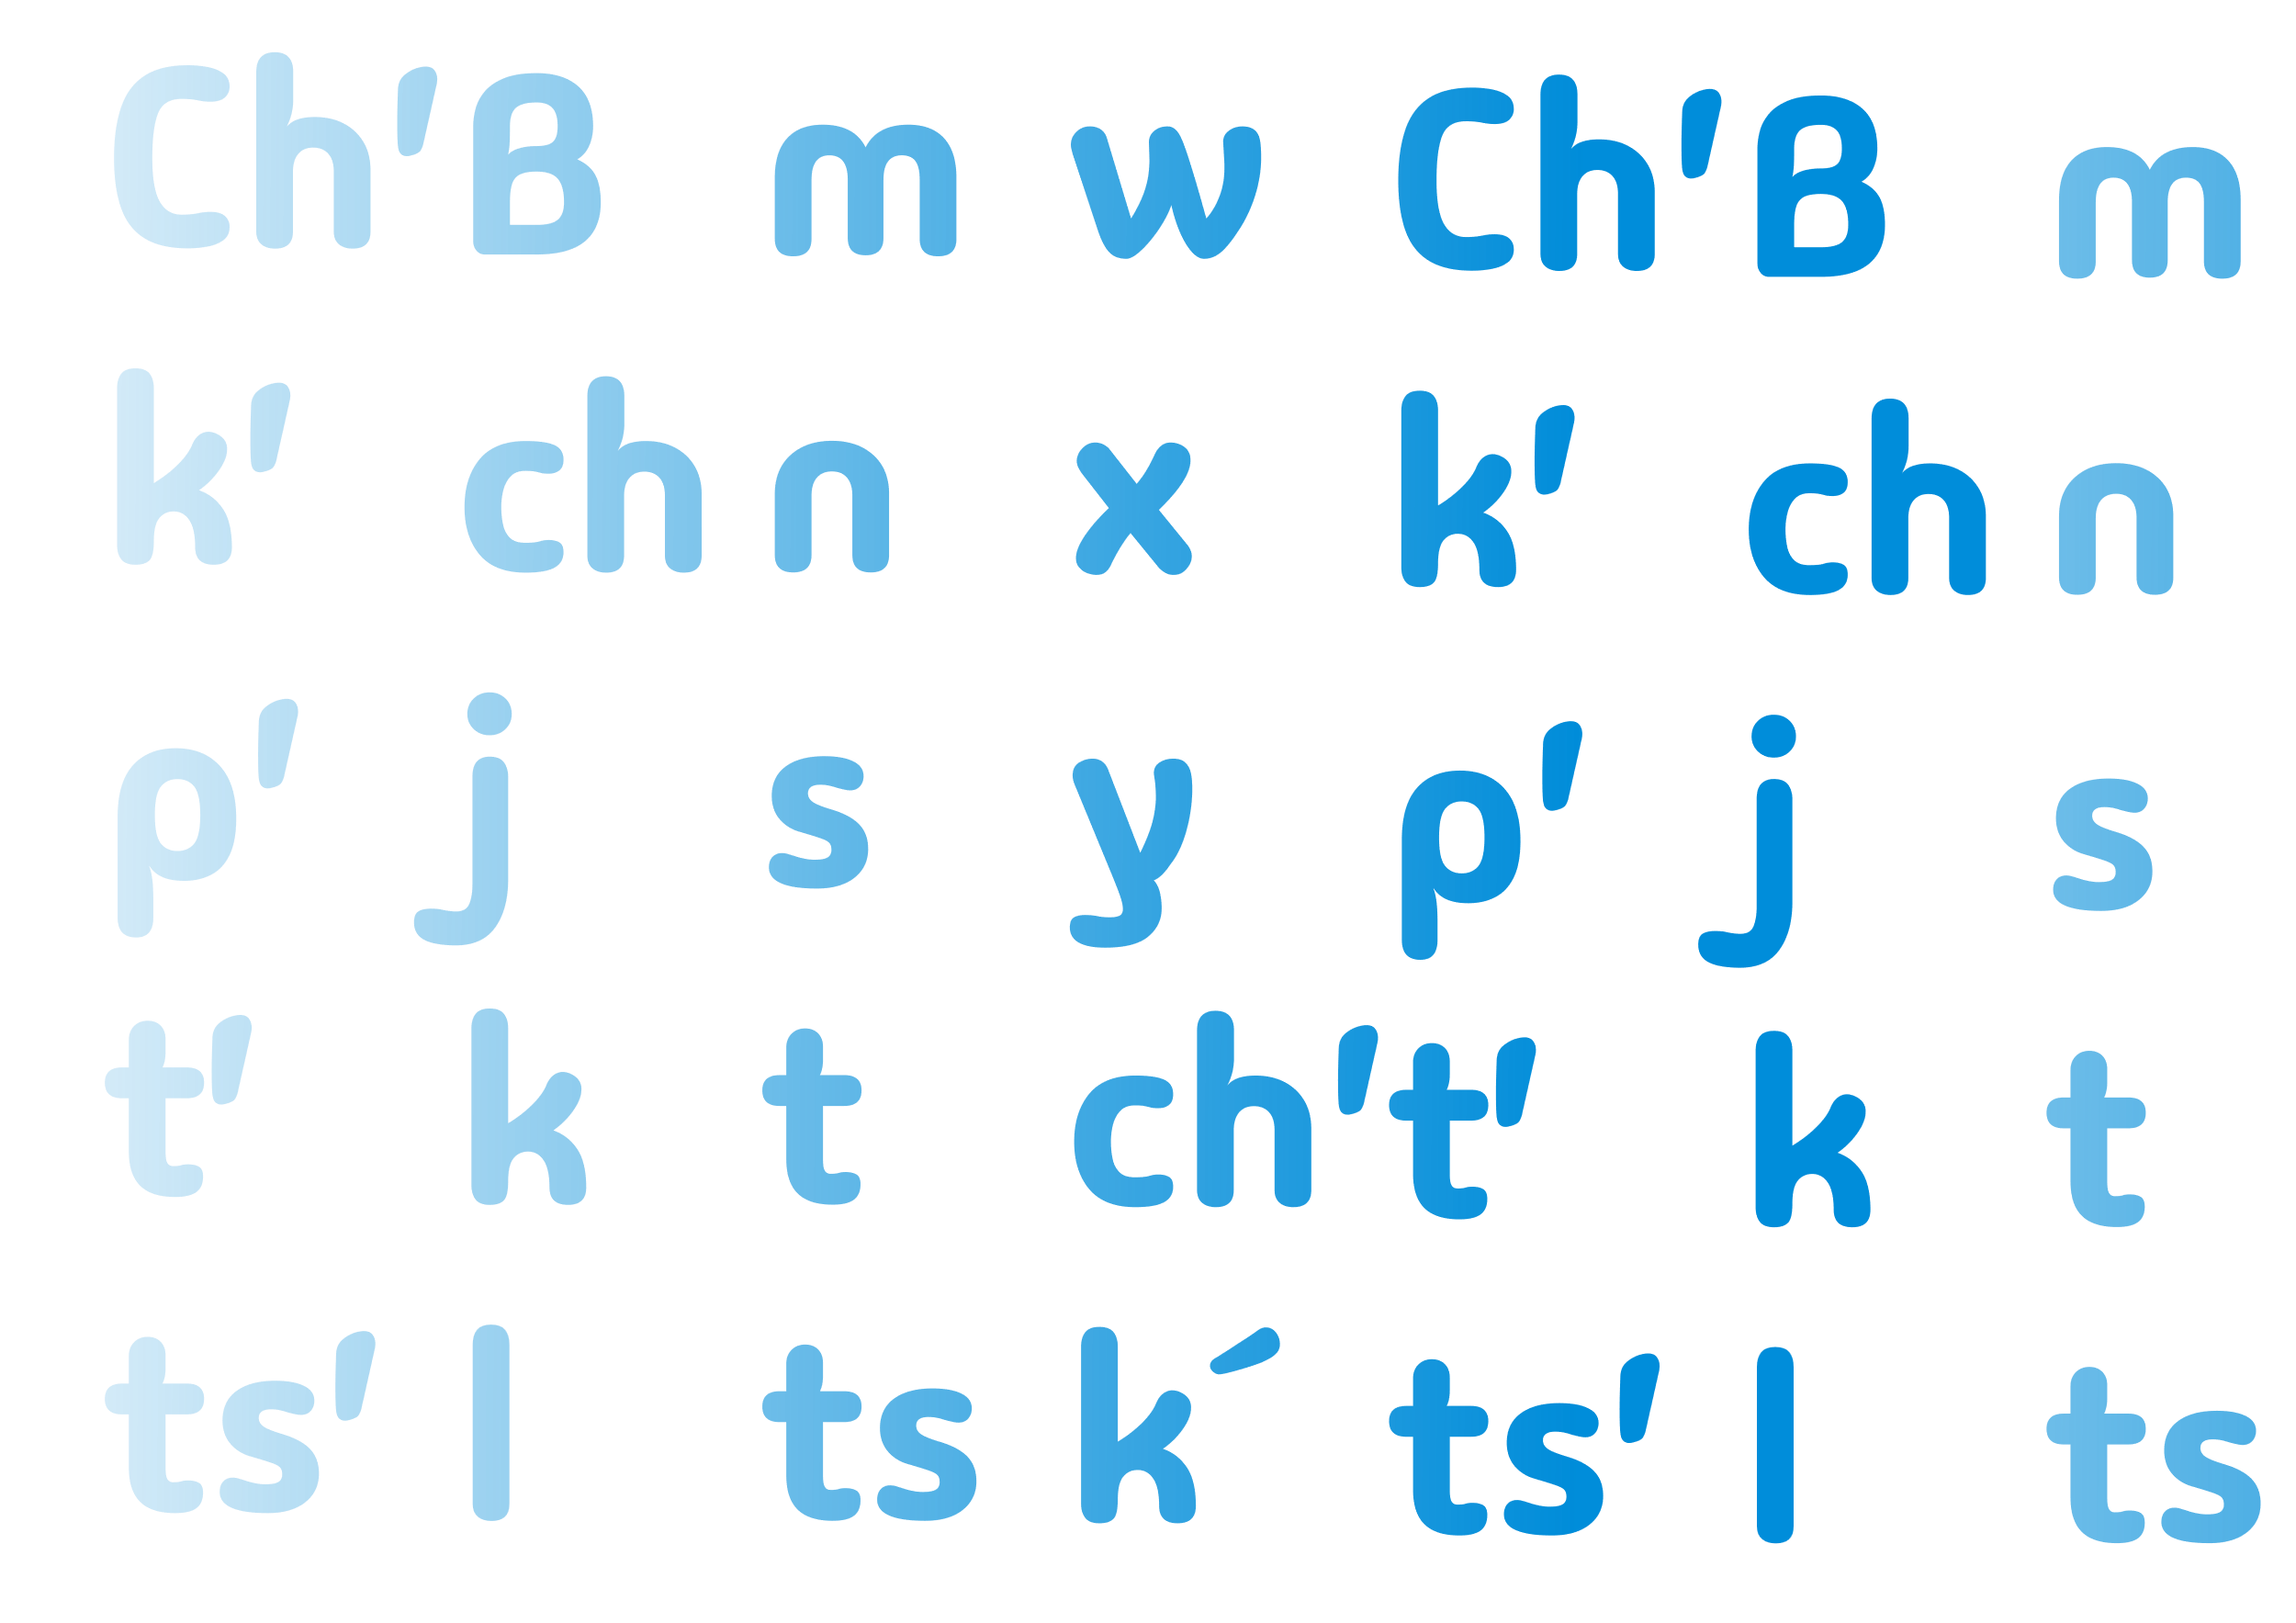 Ch' B m w Ch' B m
k' ch n x k' ch n
p' j s y p' j s
t' k t ch' t' k t
ts' l ts k´ ts' l ts